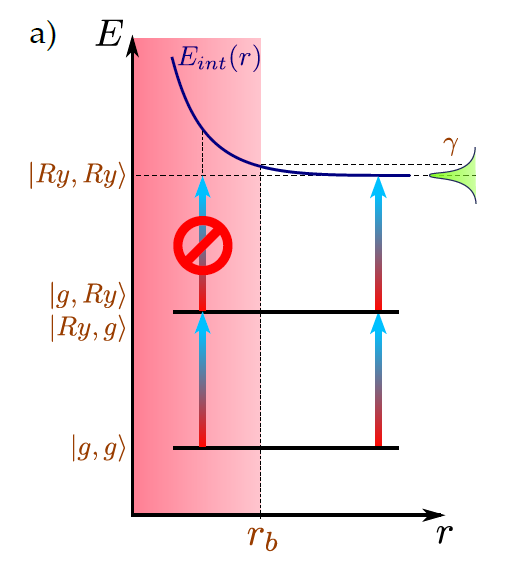 a)
E
E_int(r)
γ
|Ry, Ry⟩
|g, Ry⟩
|Ry, g⟩
|g, g⟩
r_b
r